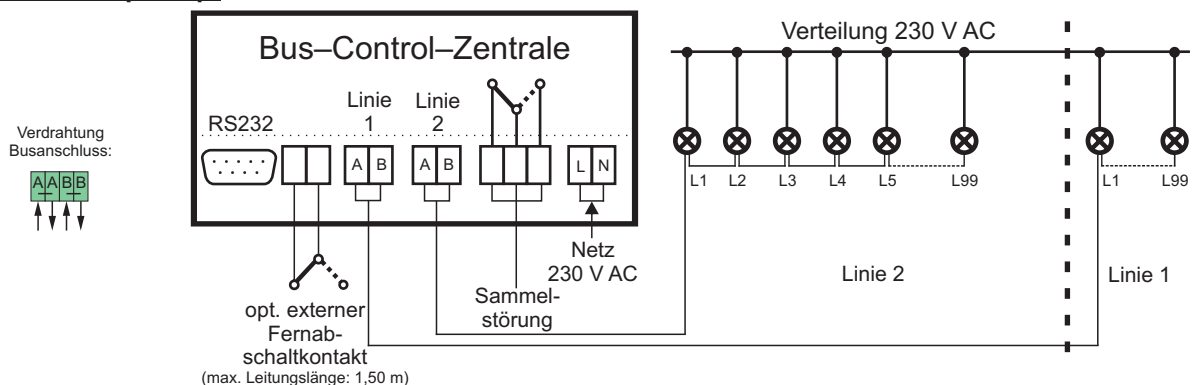 Verteilung 230 V AC
Bus–Control–Zentrale
Linie
1
Linie
2
RS232
Verdrahtung
Busanschluss:
A A B B
A B
A B
L N
L1 L2 L3 L4 L5 L99
L1 L99
Netz
230 V AC
Linie 2
Linie 1
Sammel-
störung
opt. externer
Fernab-
schaltkontakt
(max. Leitungslänge: 1,50 m)